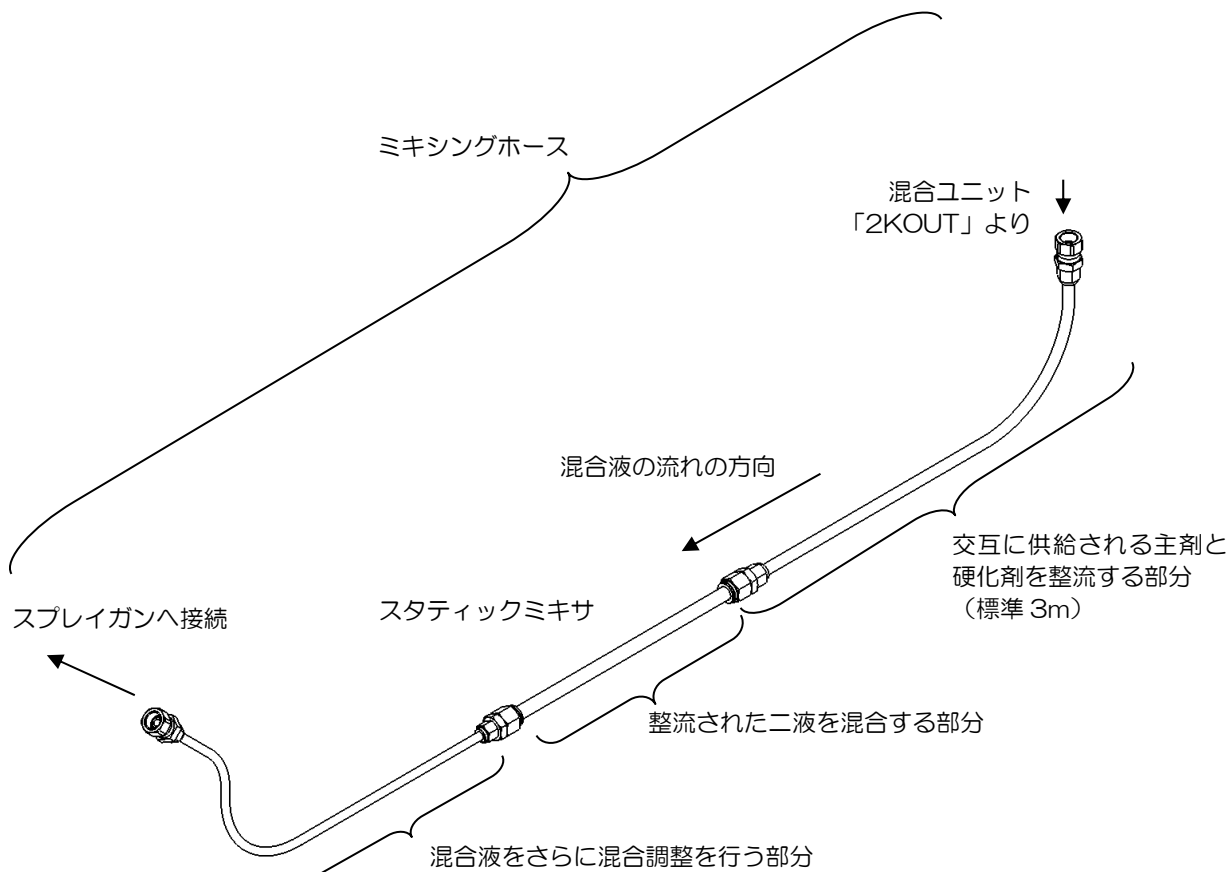 ミキシングホース
混合ユニット
「2KOUT」より
混合液の流れの方向
交互に供給される主剤と
硬化剤を整流する部分
（標準 3m）
スプレイガンへ接続
スタティックミキサ
整流された二液を混合する部分
混合液をさらに混合調整を行う部分